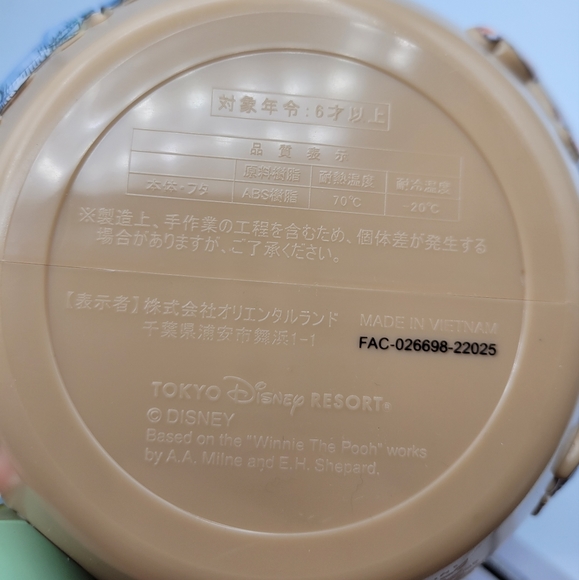 対象年令:6才以上
品質表示
原料樹脂 耐熱温度 耐冷温度
本体・フタ ABS樹脂 70℃ -20℃
※製造上、手作業の工程を含むため、個体差が発生する
場合がありますが、ご了承ください。
【表示者】株式会社オリエンタルランド
千葉県浦安市舞浜1-1
MADE IN VIETNAM
FAC-026698-22025
TOKYO Disney RESORT®
© DISNEY
Based on the "Winnie The Pooh" works
by A.A. Milne and E.H. Shepard.